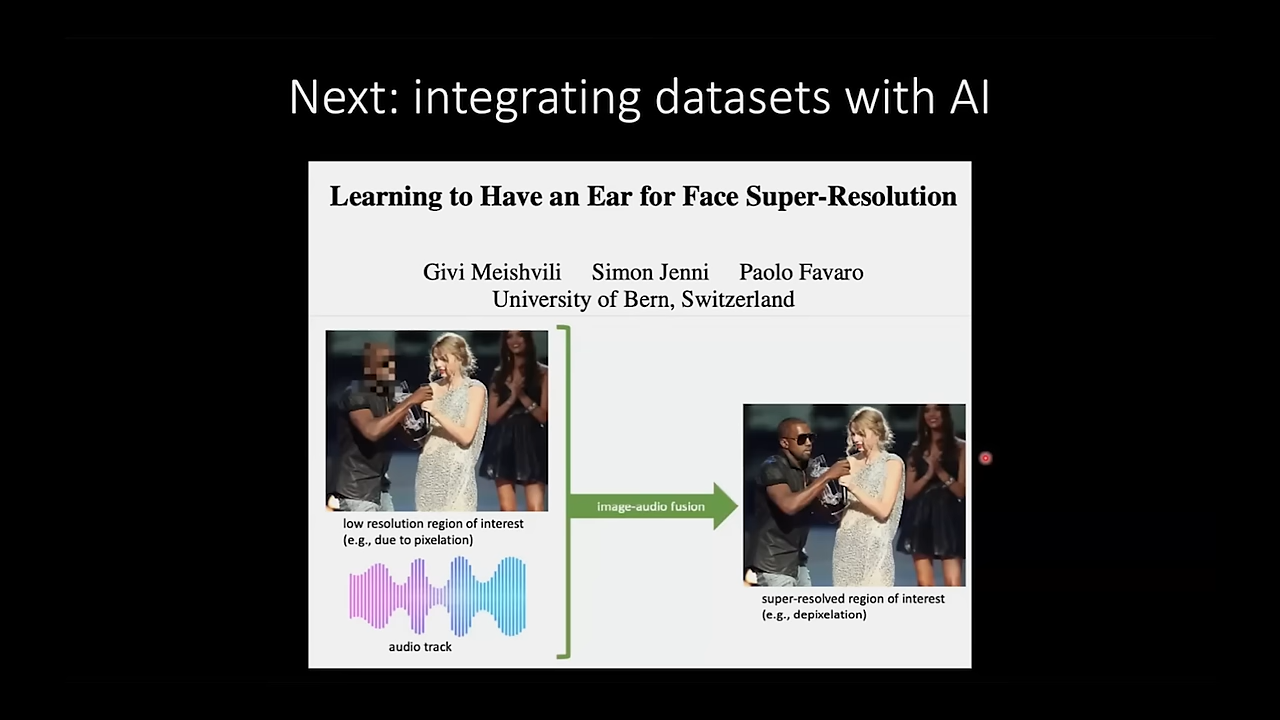 Next: integrating datasets with AI
Learning to Have an Ear for Face Super-Resolution
Givi Meishvili Simon Jenni Paolo Favaro
University of Bern, Switzerland
low resolution region of interest
(e.g., due to pixelation)
audio track
image-audio fusion
super-resolved region of interest
(e.g., depixelation)